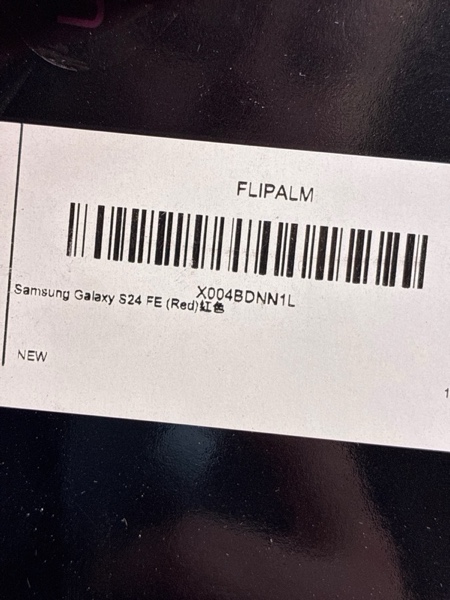 FLIPALM
X004BDNN1L
Samsung Galaxy S24 FE (Red)红色
NEW
1